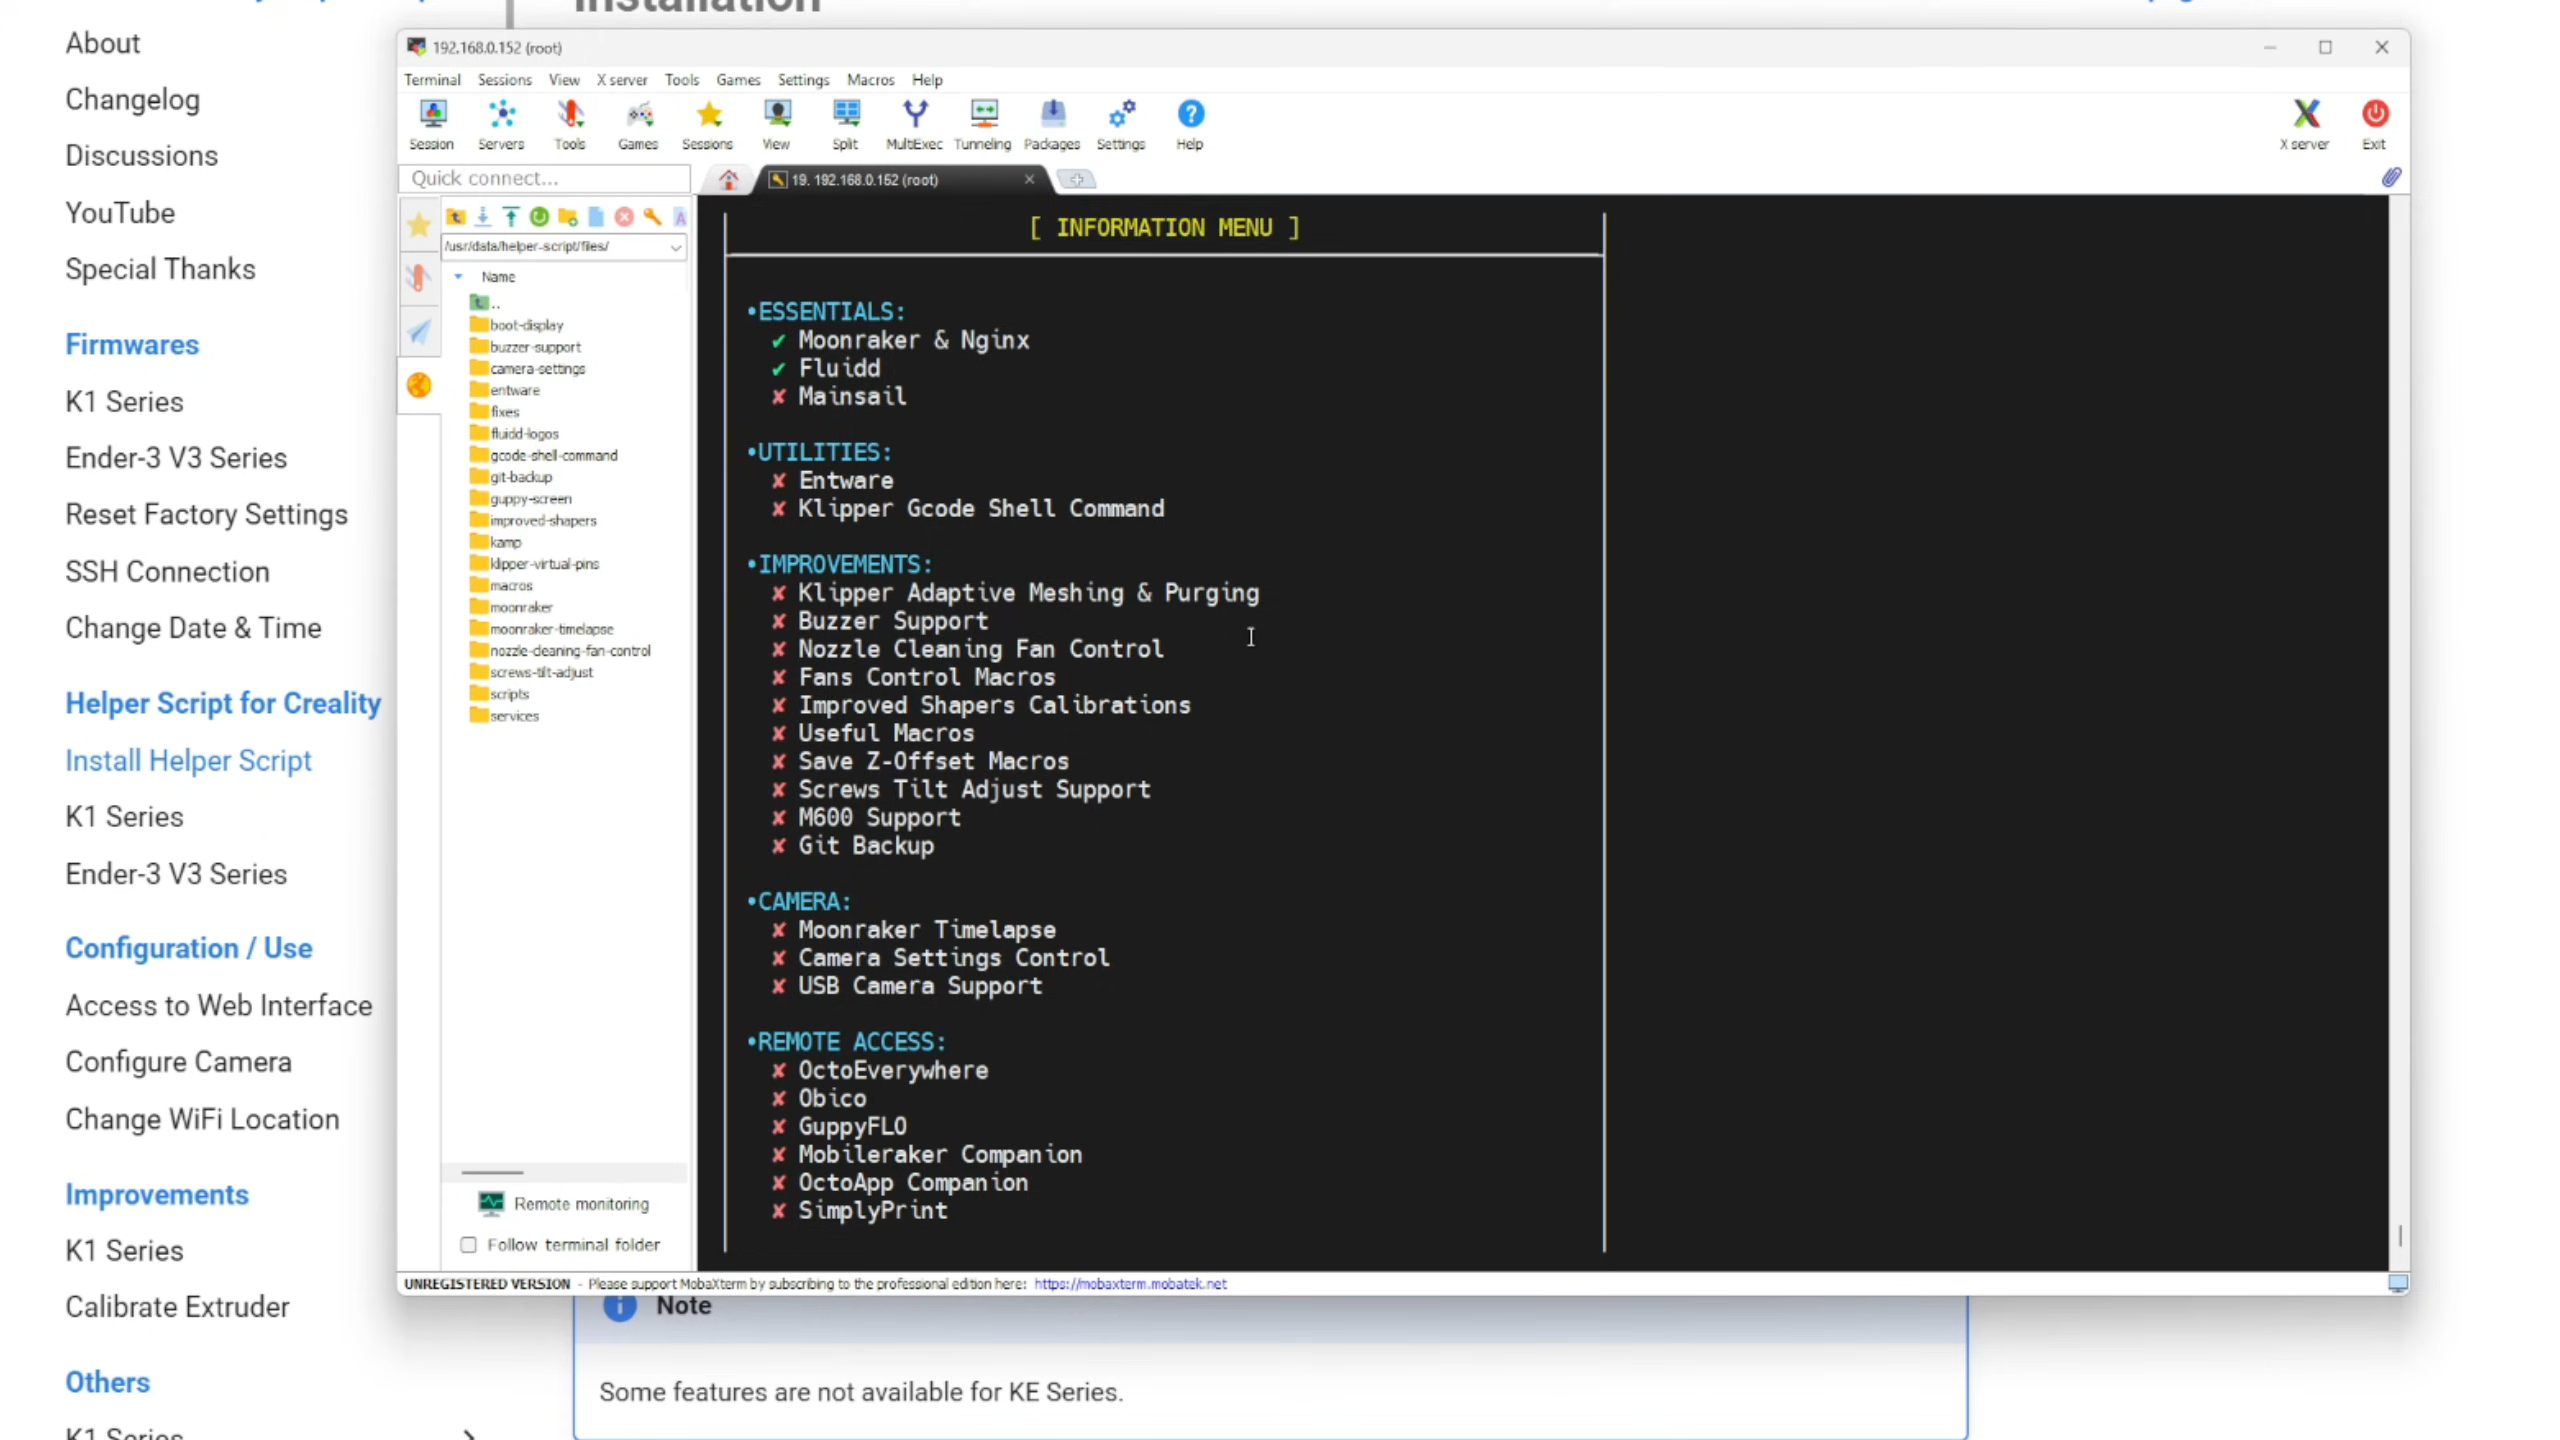 Installation
About
Changelog
Discussions
YouTube
Special Thanks
Firmwares
K1 Series
Ender-3 V3 Series
Reset Factory Settings
SSH Connection
Change Date & Time
Helper Script for Creality
Install Helper Script
K1 Series
Ender-3 V3 Series
Configuration / Use
Access to Web Interface
Configure Camera
Change WiFi Location
Improvements
K1 Series
Calibrate Extruder
Others
K1 Series
192.168.0.152 (root)
Terminal Sessions View X server Tools Games Settings Macros Help
Session Servers Tools Games Sessions View Split MultiExec Tunneling Packages Settings Help X server Exit
Quick connect...
19. 192.168.0.152 (root)
/usr/data/helper-script/files/
Name
..
boot-display
buzzer-support
camera-settings
entware
fixes
fluidd-logos
gcode-shell-command
git-backup
guppy-screen
improved-shapers
kamp
klipper-virtual-pins
macros
moonraker
moonraker-timelapse
nozzle-cleaning-fan-control
screws-tilt-adjust
scripts
services
Remote monitoring
Follow terminal folder
[ INFORMATION MENU ]
•ESSENTIALS:
✔ Moonraker & Nginx
✔ Fluidd
✘ Mainsail
•UTILITIES:
✘ Entware
✘ Klipper Gcode Shell Command
•IMPROVEMENTS:
✘ Klipper Adaptive Meshing & Purging
✘ Buzzer Support
✘ Nozzle Cleaning Fan Control
✘ Fans Control Macros
✘ Improved Shapers Calibrations
✘ Useful Macros
✘ Save Z-Offset Macros
✘ Screws Tilt Adjust Support
✘ M600 Support
✘ Git Backup
•CAMERA:
✘ Moonraker Timelapse
✘ Camera Settings Control
✘ USB Camera Support
•REMOTE ACCESS:
✘ OctoEverywhere
✘ Obico
✘ GuppyFLO
✘ Mobileraker Companion
✘ OctoApp Companion
✘ SimplyPrint
UNREGISTERED VERSION - Please support MobaXterm by subscribing to the professional edition here: https://mobaxterm.mobatek.net
Note
Some features are not available for KE Series.